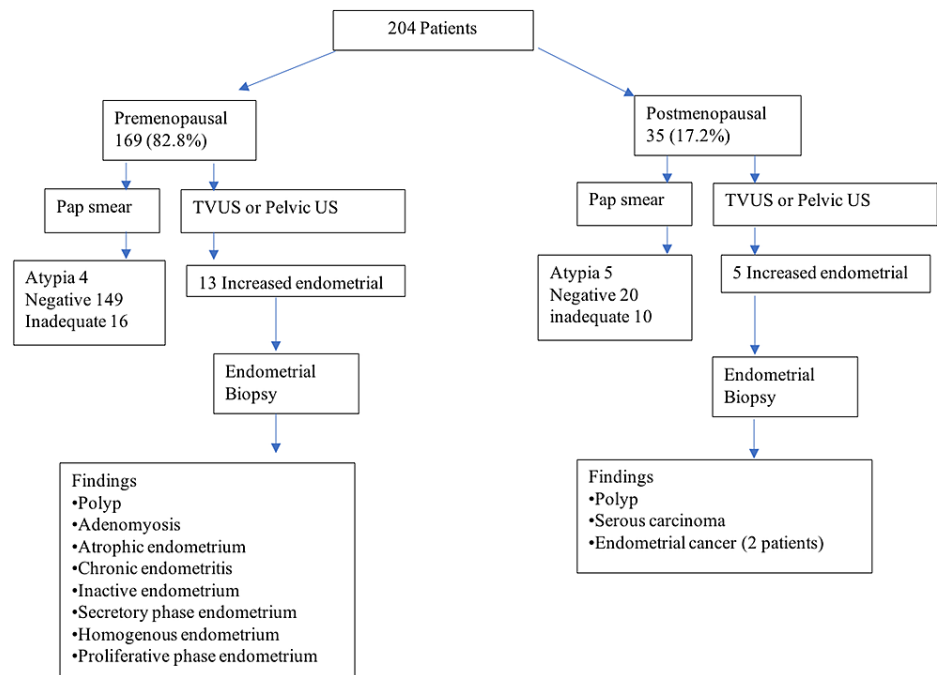 204 Patients
Premenopausal
169 (82.8%)
Postmenopausal
35 (17.2%)
Pap smear
TVUS or Pelvic US
Pap smear
TVUS or Pelvic US
Atypia 4
Negative 149
Inadequate 16
13 Increased endometrial
Atypia 5
Negative 20
inadequate 10
5 Increased endometrial
Endometrial
Biopsy
Endometrial
Biopsy
Findings
•Polyp
•Adenomyosis
•Atrophic endometrium
•Chronic endometritis
•Inactive endometrium
•Secretory phase endometrium
•Homogenous endometrium
•Proliferative phase endometrium
Findings
•Polyp
•Serous carcinoma
•Endometrial cancer (2 patients)